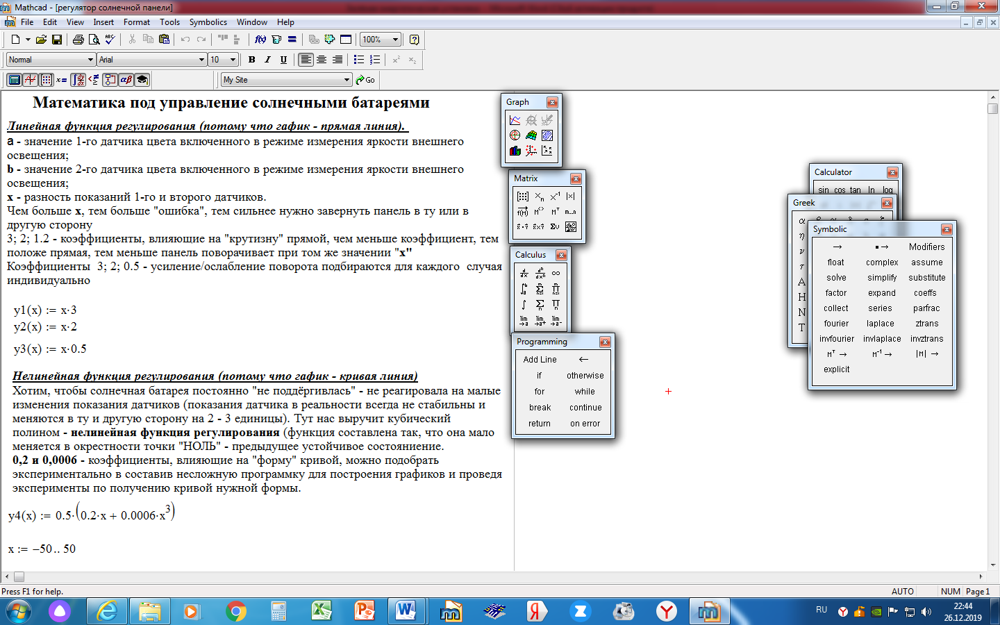 Mathcad - [регулятор солнечной панели]
File Edit View Insert Format Tools Symbolics Window Help
100%
Normal Arial 10 B I U
My Site Go
Математика под управление солнечными батареями
Линейная функция регулирования (потому что гафик - прямая линия).
a - значение 1-го датчика цвета включенного в режиме измерения яркости внешнего
освещения;
b - значение 2-го датчика цвета включенного в режиме измерения яркости внешнего
освещения;
x - разность показаний 1-го и второго датчиков.
Чем больше x, тем больше "ошибка", тем сильнее нужно завернуть панель в ту или в
другую сторону
3; 2; 1.2 - коэффициенты, влияющие на "крутизну" прямой, чем меньше коэффициент, тем
положе прямая, тем меньше панель поворачивает при том же значении "x"
Коэффициенты 3; 2; 0.5 - усиление/ослабление поворота подбираются для каждого случая
индивидуально
y1(x) := x·3
y2(x) := x·2
y3(x) := x·0.5
Нелинейная функция регулирования (потому что гафик - кривая линия)
Хотим, чтобы солнечная батарея постоянно "не поддёргивлась" - не реагировала на малые
изменения показания датчиков (показания датчика в реальности всегда не стабильны и
меняются в ту и другую сторону на 2 - 3 единицы). Тут нас выручит кубический
полином - нелинейная функция регулирования (функция составлена так, что она мало
меняется в окрестности точки "НОЛЬ" - предыдущее устойчивое состояниение.
0,2 и 0,0006 - коэффициенты, влияющие на "форму" кривой, можно подобрать
экспериментально в составив несложную программку для построения графиков и проведя
эксперименты по получению кривой нужной формы.
y4(x) := 0.5·(0.2·x + 0.0006·x³)
x := −50 .. 50
Graph
Matrix
Calculus
Programming
Add Line ←
if otherwise
for while
break continue
return on error
Calculator
sin cos tan ln log
Greek
α
η
ν
τ
Α
Η
Ν
Τ
Symbolic
→ ▪ → Modifiers
float complex assume
solve simplify substitute
factor expand coeffs
collect series parfrac
fourier laplace ztrans
invfourier invlaplace invztrans
Mᵀ → M⁻¹ → |M| →
explicit
Press F1 for help. AUTO NUM Page 1
RU 22:44
26.12.2019